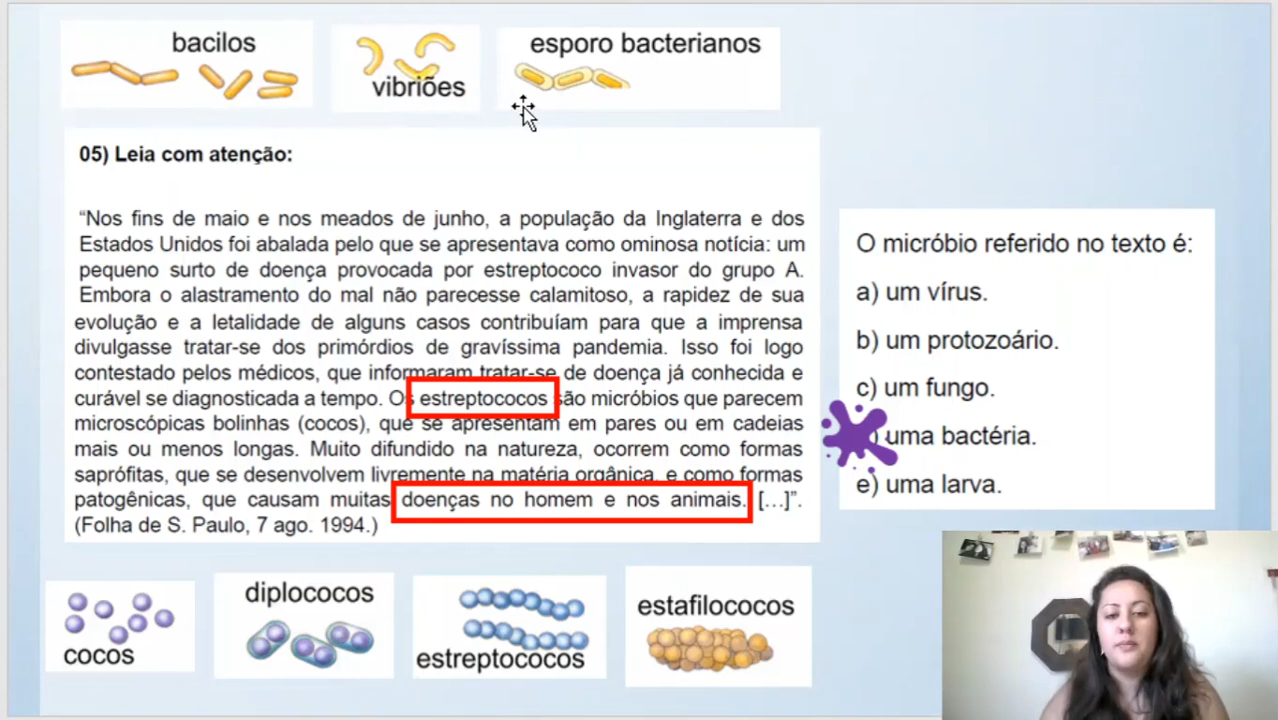 bacilos
vibriões
esporo bacterianos
05) Leia com atenção:
“Nos fins de maio e nos meados de junho, a população da Inglaterra e dos
Estados Unidos foi abalada pelo que se apresentava como ominosa notícia: um
pequeno surto de doença provocada por estreptococo invasor do grupo A.
Embora o alastramento do mal não parecesse calamitoso, a rapidez de sua
evolução e a letalidade de alguns casos contribuíam para que a imprensa
divulgasse tratar-se dos primórdios de gravíssima pandemia. Isso foi logo
contestado pelos médicos, que informaram tratar-se de doença já conhecida e
curável se diagnosticada a tempo. Os estreptococos são micróbios que parecem
microscópicas bolinhas (cocos), que se apresentam em pares ou em cadeias
mais ou menos longas. Muito difundido na natureza, ocorrem como formas
saprófitas, que se desenvolvem livremente na matéria orgânica, e como formas
patogênicas, que causam muitas doenças no homem e nos animais. [...]”.
(Folha de S. Paulo, 7 ago. 1994.)
O micróbio referido no texto é:
a) um vírus.
b) um protozoário.
c) um fungo.
) uma bactéria.
e) uma larva.
cocos
diplococos
estreptococos
estafilococos